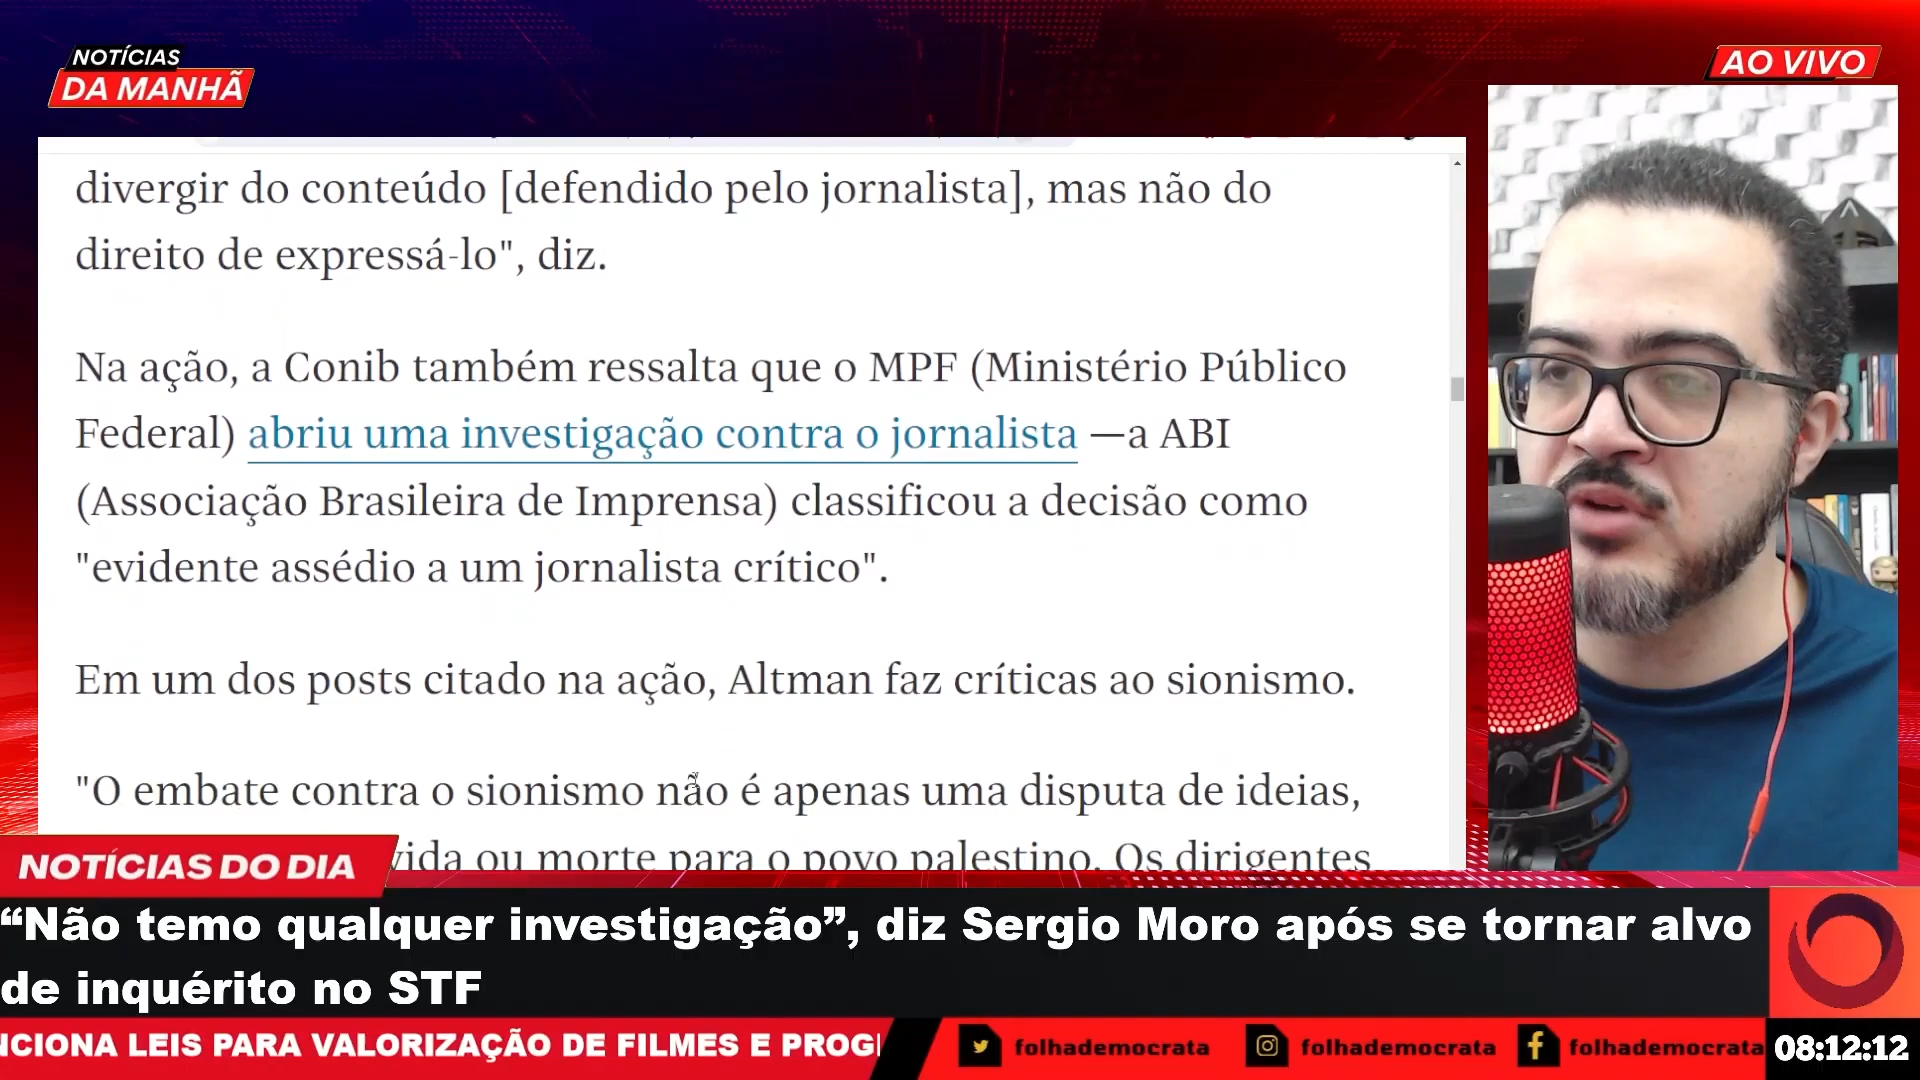 NOTÍCIAS
DA MANHÃ
AO VIVO
divergir do conteúdo [defendido pelo jornalista], mas não do
direito de expressá-lo", diz.
Na ação, a Conib também ressalta que o MPF (Ministério Público
Federal) abriu uma investigação contra o jornalista —a ABI
(Associação Brasileira de Imprensa) classificou a decisão como
"evidente assédio a um jornalista crítico".
Em um dos posts citado na ação, Altman faz críticas ao sionismo.
"O embate contra o sionismo não é apenas uma disputa de ideias,
vida ou morte para o povo palestino. Os dirigentes
NOTÍCIAS DO DIA
“Não temo qualquer investigação”, diz Sergio Moro após se tornar alvo
de inquérito no STF
NCIONA LEIS PARA VALORIZAÇÃO DE FILMES E PROG
folhademocrata
folhademocrata
folhademocrata
08:12:12